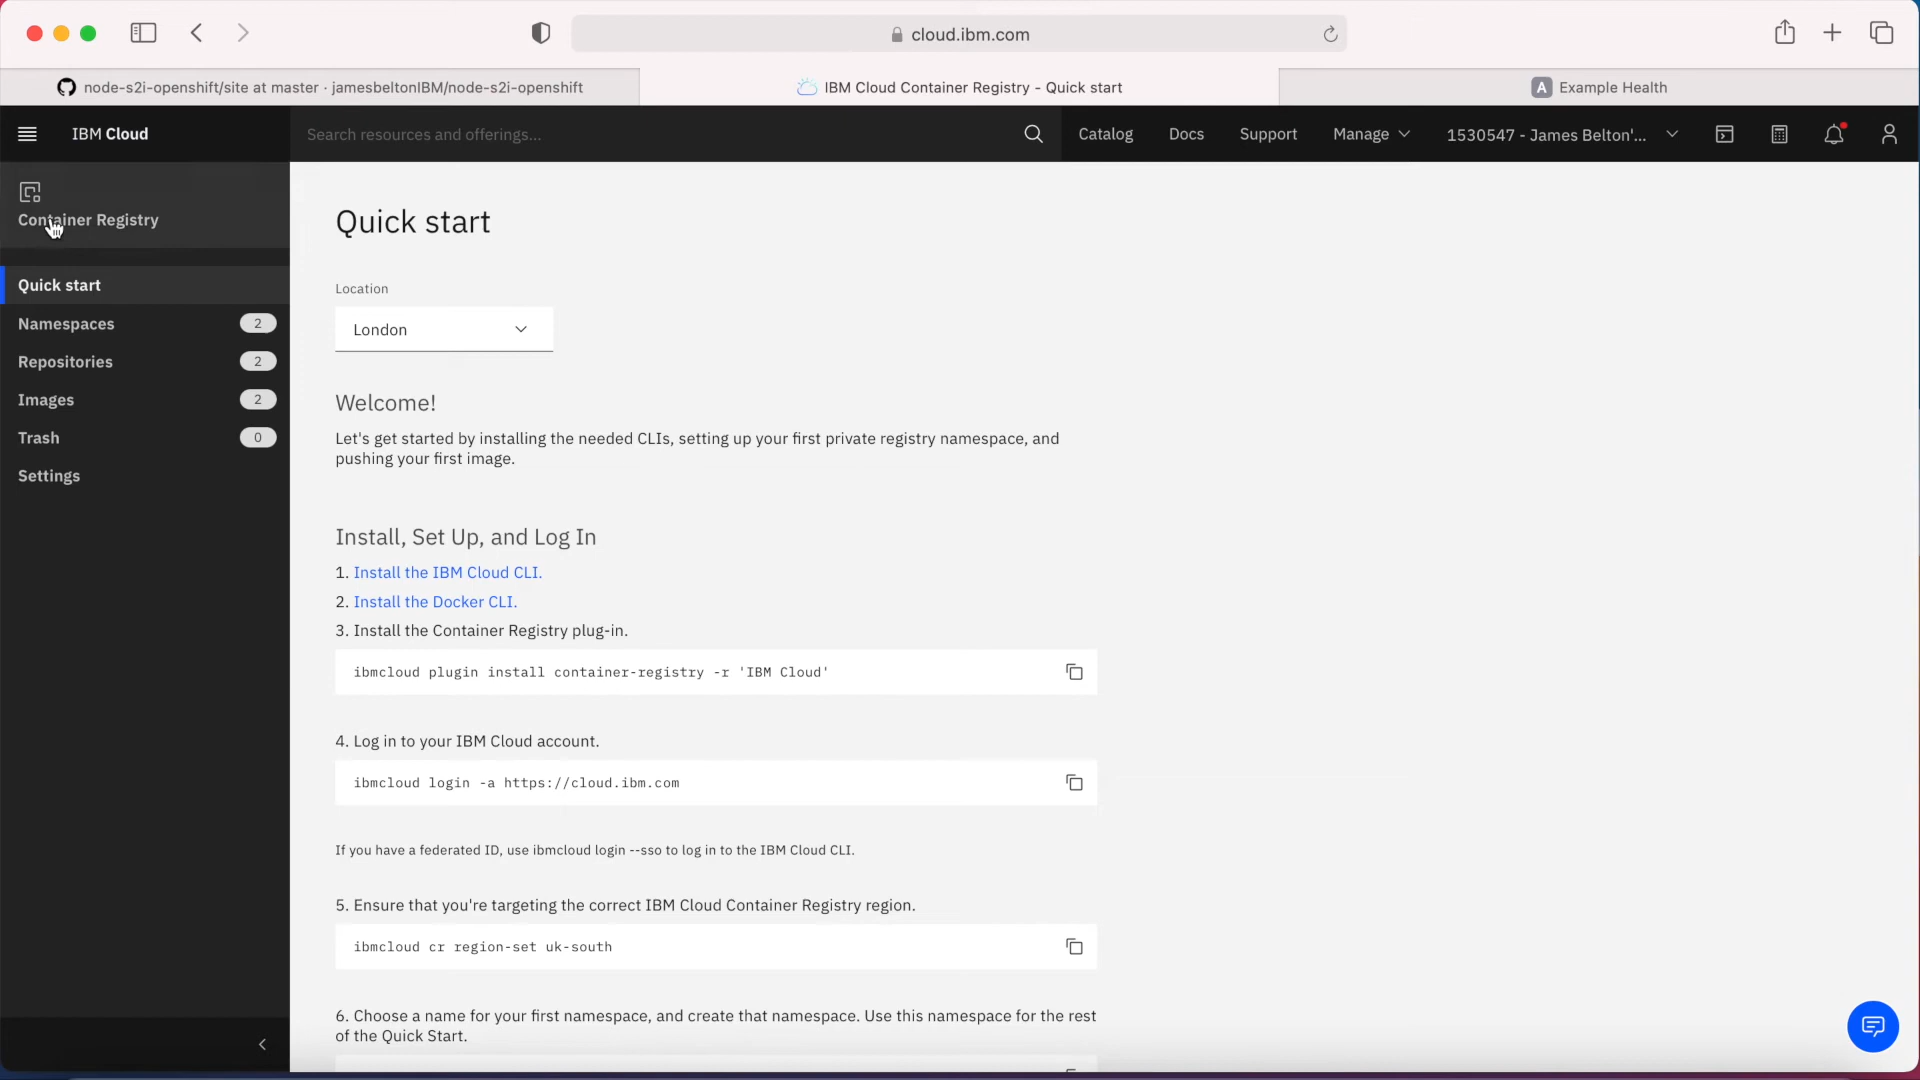 cloud.ibm.com
node-s2i-openshift/site at master · jamesbeltonIBM/node-s2i-openshift
IBM Cloud Container Registry - Quick start
A Example Health
IBM Cloud
Search resources and offerings...
Catalog
Docs
Support
Manage
1530547 - James Belton'...
Container Registry
Quick start
Namespaces 2
Repositories 2
Images 2
Trash 0
Settings
Quick start
Location
London
Welcome!
Let's get started by installing the needed CLIs, setting up your first private registry namespace, and
pushing your first image.
Install, Set Up, and Log In
1. Install the IBM Cloud CLI.
2. Install the Docker CLI.
3. Install the Container Registry plug-in.
ibmcloud plugin install container-registry -r 'IBM Cloud'
4. Log in to your IBM Cloud account.
ibmcloud login -a https://cloud.ibm.com
If you have a federated ID, use ibmcloud login --sso to log in to the IBM Cloud CLI.
5. Ensure that you're targeting the correct IBM Cloud Container Registry region.
ibmcloud cr region-set uk-south
6. Choose a name for your first namespace, and create that namespace. Use this namespace for the rest
of the Quick Start.